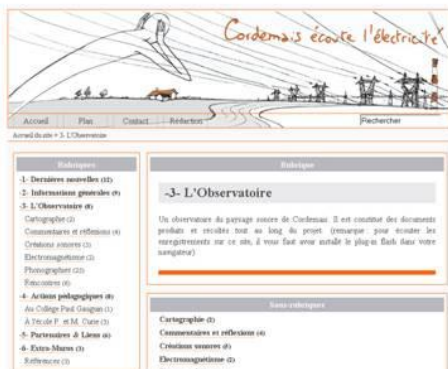 Cordemais écoute l'électricité
Accueil Plan Contact Rédaction Rechercher
Accueil du site > 3- L'Observatoire
Rubriques
-1- Dernières nouvelles (12)
-2- Informations générales (9)
-3- L'Observatoire (8)
Cartographie (2)
Commentaires et réflexions (4)
Créations sonores (5)
Electromagnétisme (2)
Phonographies (22)
Rencontres (6)
-4- Actions pédagogiques (8)
Au Collège Paul Gauguin (1)
A l'école P. et M. Curie (3)
-5- Partenaires & Liens (6)
-6- Extra-Muros (3)
Références (3)
Rubrique
-3- L'Observatoire
Un observatoire du paysage sonore de Cordemais. Il est constitué des documents
produits et récoltés tout au long du projet (remarque : pour écouter les
enregistrements sur ce site, il vous faut avoir installé le plug-in flash dans votre
navigateur)
Sous-rubriques
Cartographie (2)
Commentaires et réflexions (4)
Créations sonores (5)
Electromagnétisme (2)